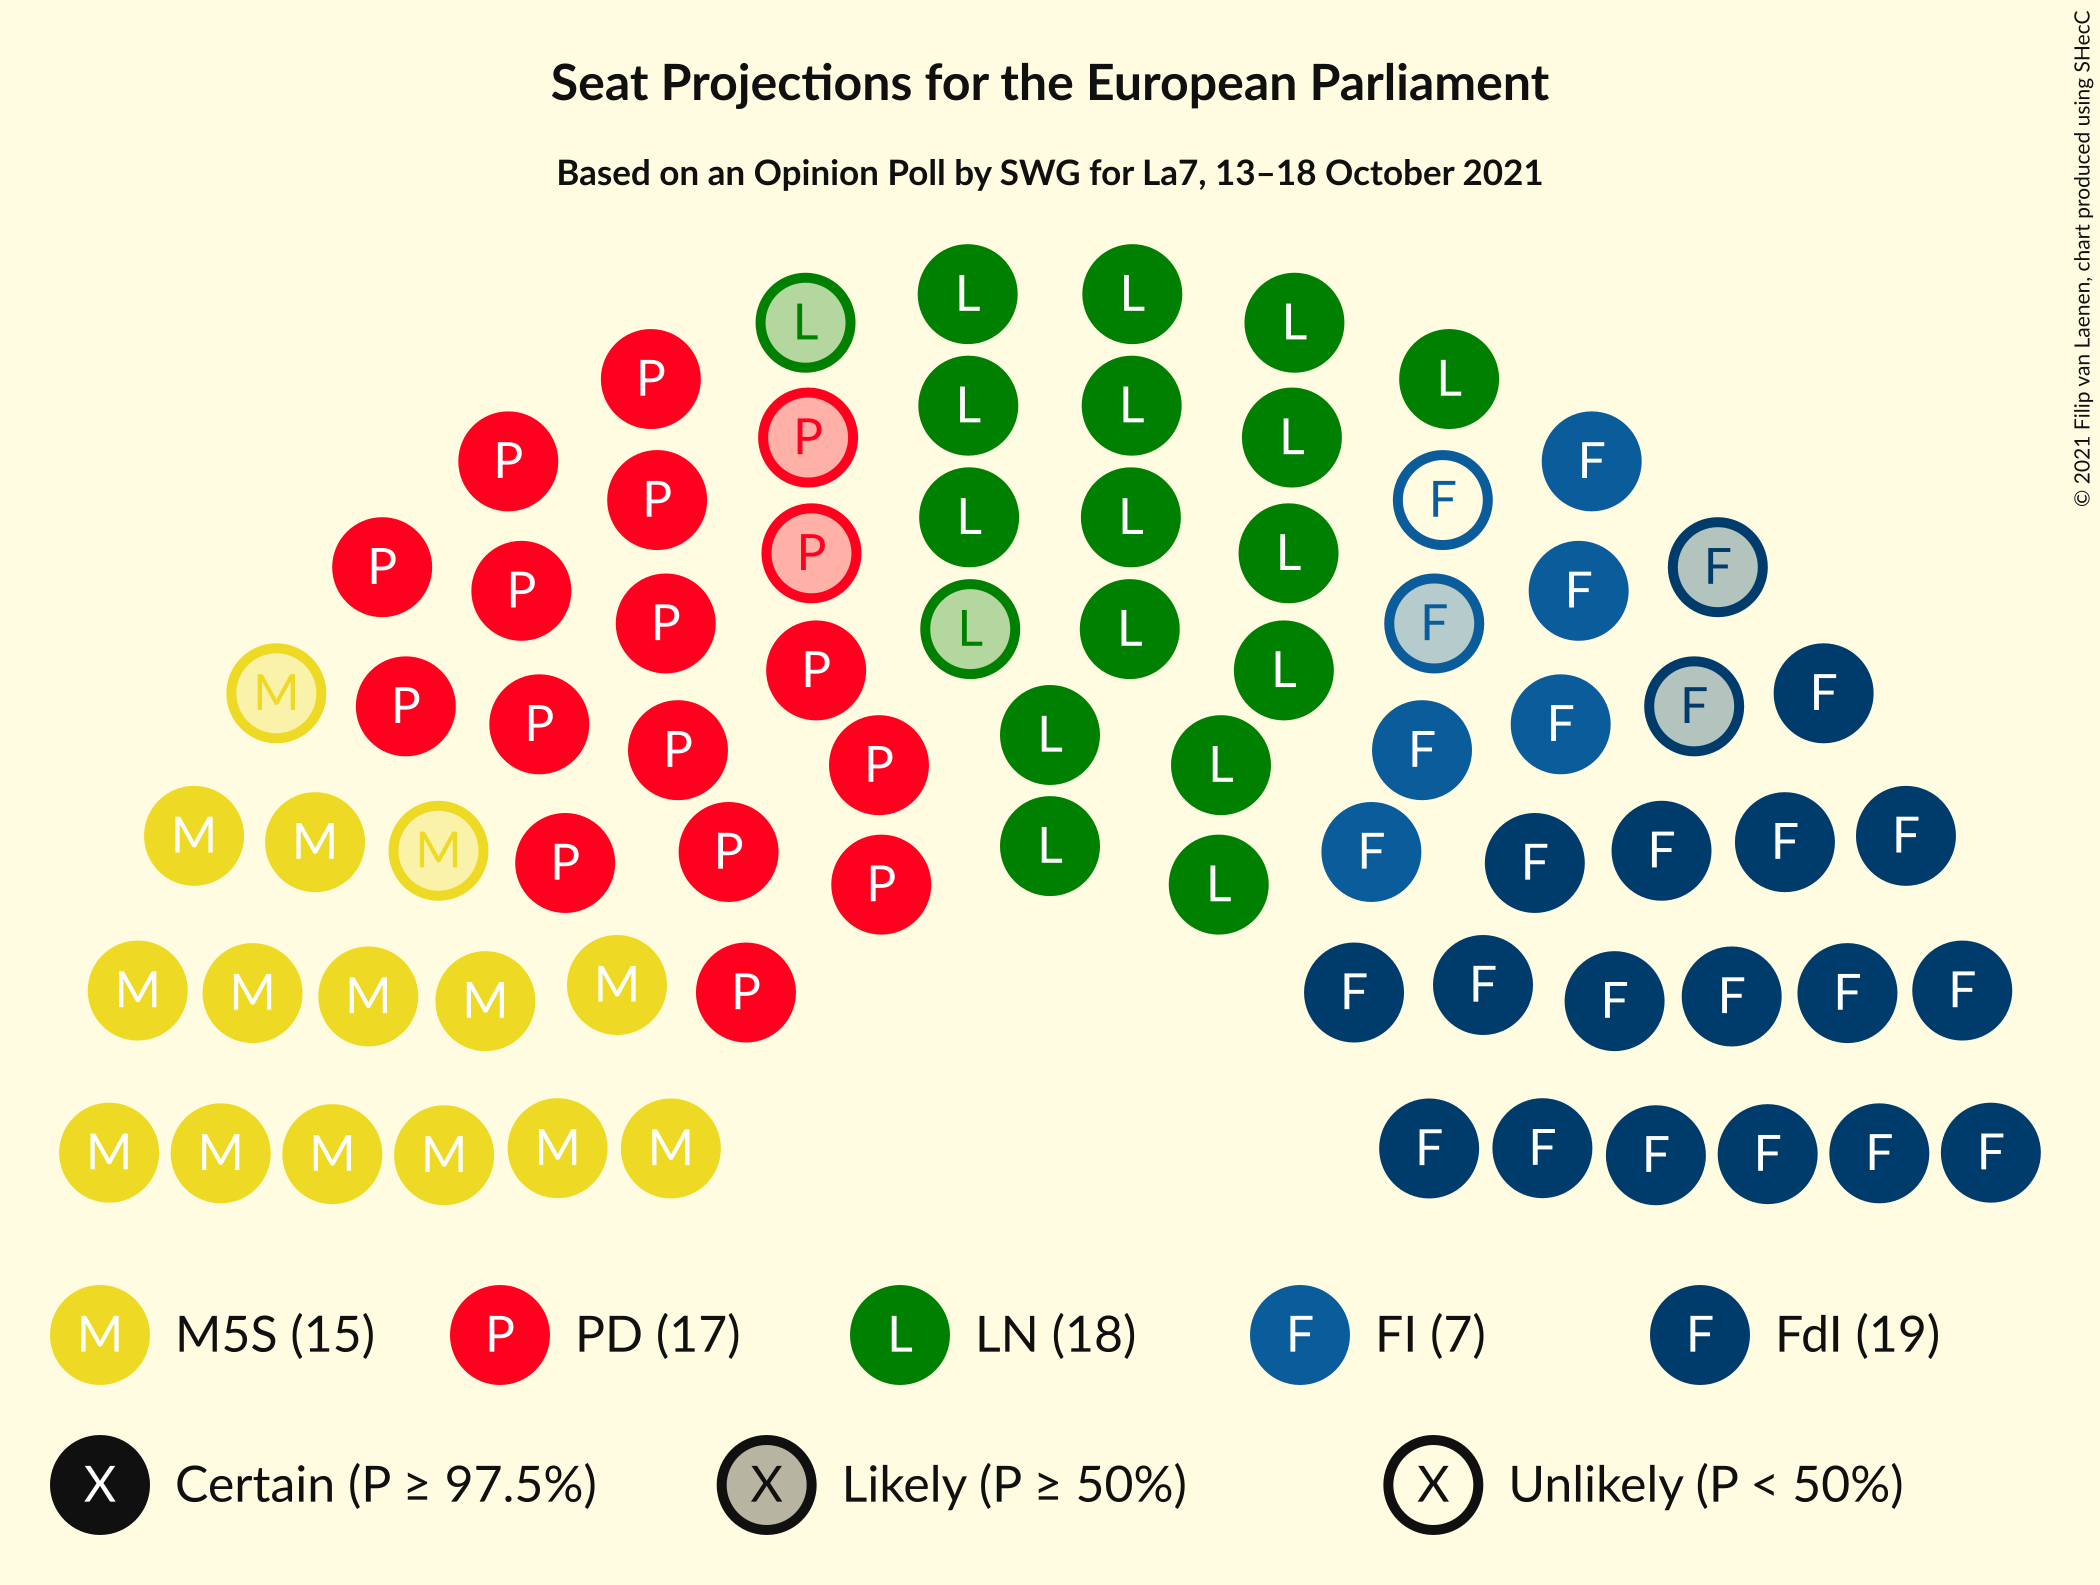 Seat Projections for the European Parliament
Based on an Opinion Poll by SWG for La7, 13–18 October 2021
© 2021 Filip van Laenen, chart produced using SHecC
L L
L L
P L
P L L L
P F F
P L L
P F
P L L L
P F F
P P F F
L L
P L
M F
P P F F
P L
P F
P L
M F
M M L F F
M P P F F F
P L
M M M M F F F F
M P F F
M M M M M M F F F F F F
M M5S (15) P PD (17) L LN (18) F FI (7) F FdI (19)
X Certain (P ≥ 97.5%) X Likely (P ≥ 50%) X Unlikely (P < 50%)